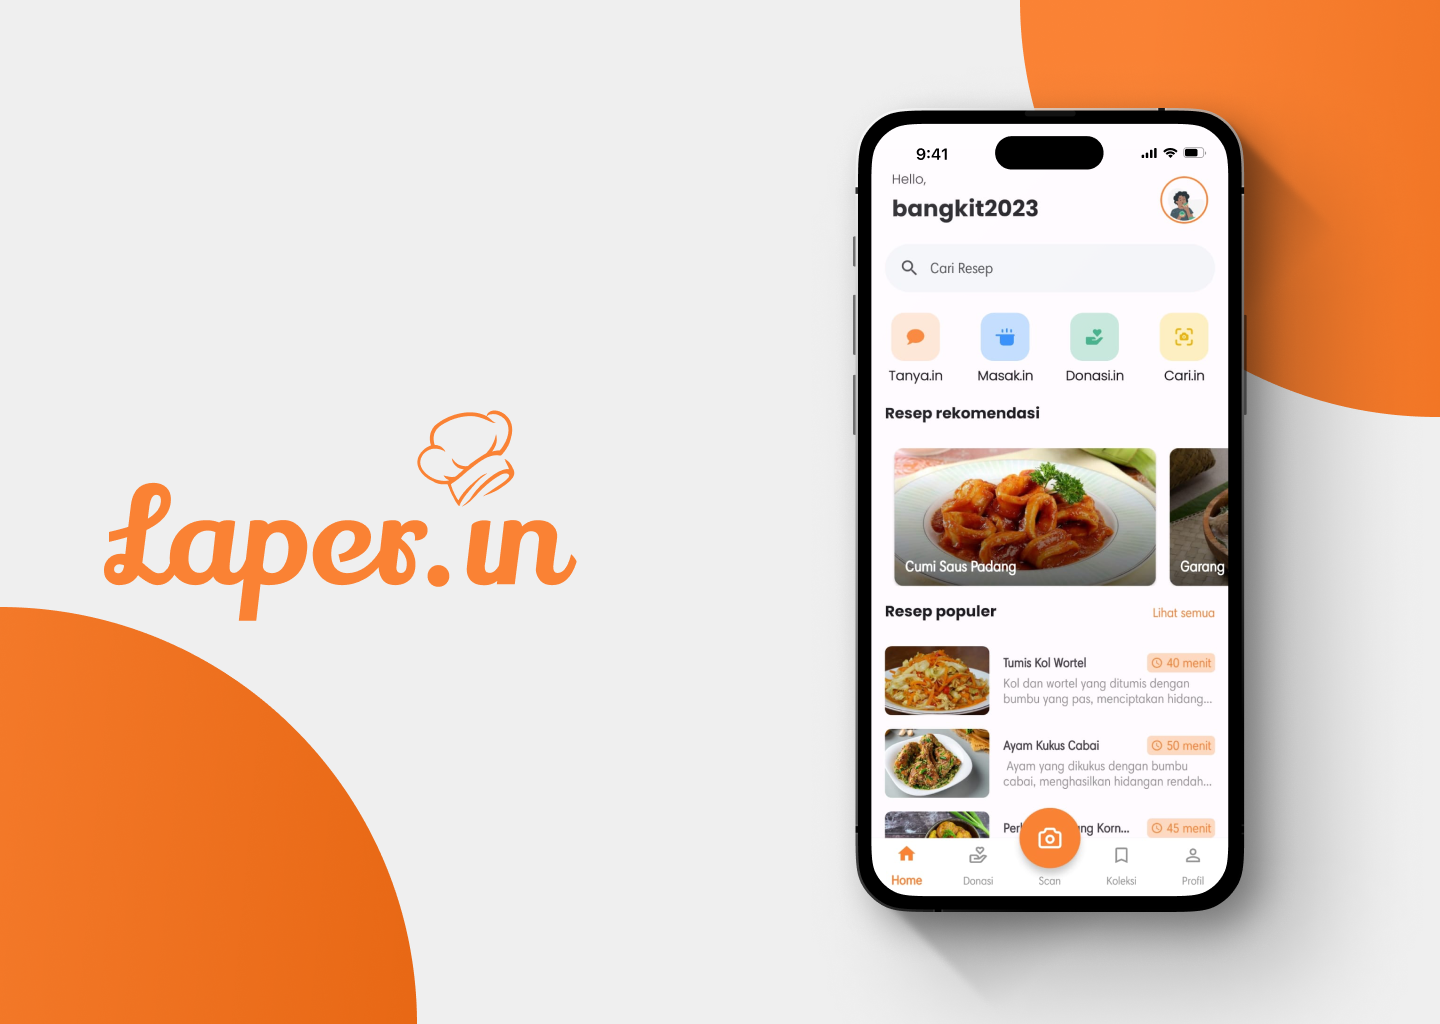 Laper.in
9:41
Hello,
bangkit2023
Cari Resep
Tanya.in
Masak.in
Donasi.in
Cari.in
Resep rekomendasi
Cumi Saus Padang
Garang
Resep populer
Lihat semua
Tumis Kol Wortel
40 menit
Kol dan wortel yang ditumis dengan
bumbu yang pas, menciptakan hidang...
Ayam Kukus Cabai
50 menit
Ayam yang dikukus dengan bumbu
cabai, menghasilkan hidangan rendah...
Korn...
45 menit
Home
Donasi
Scan
Koleksi
Profil